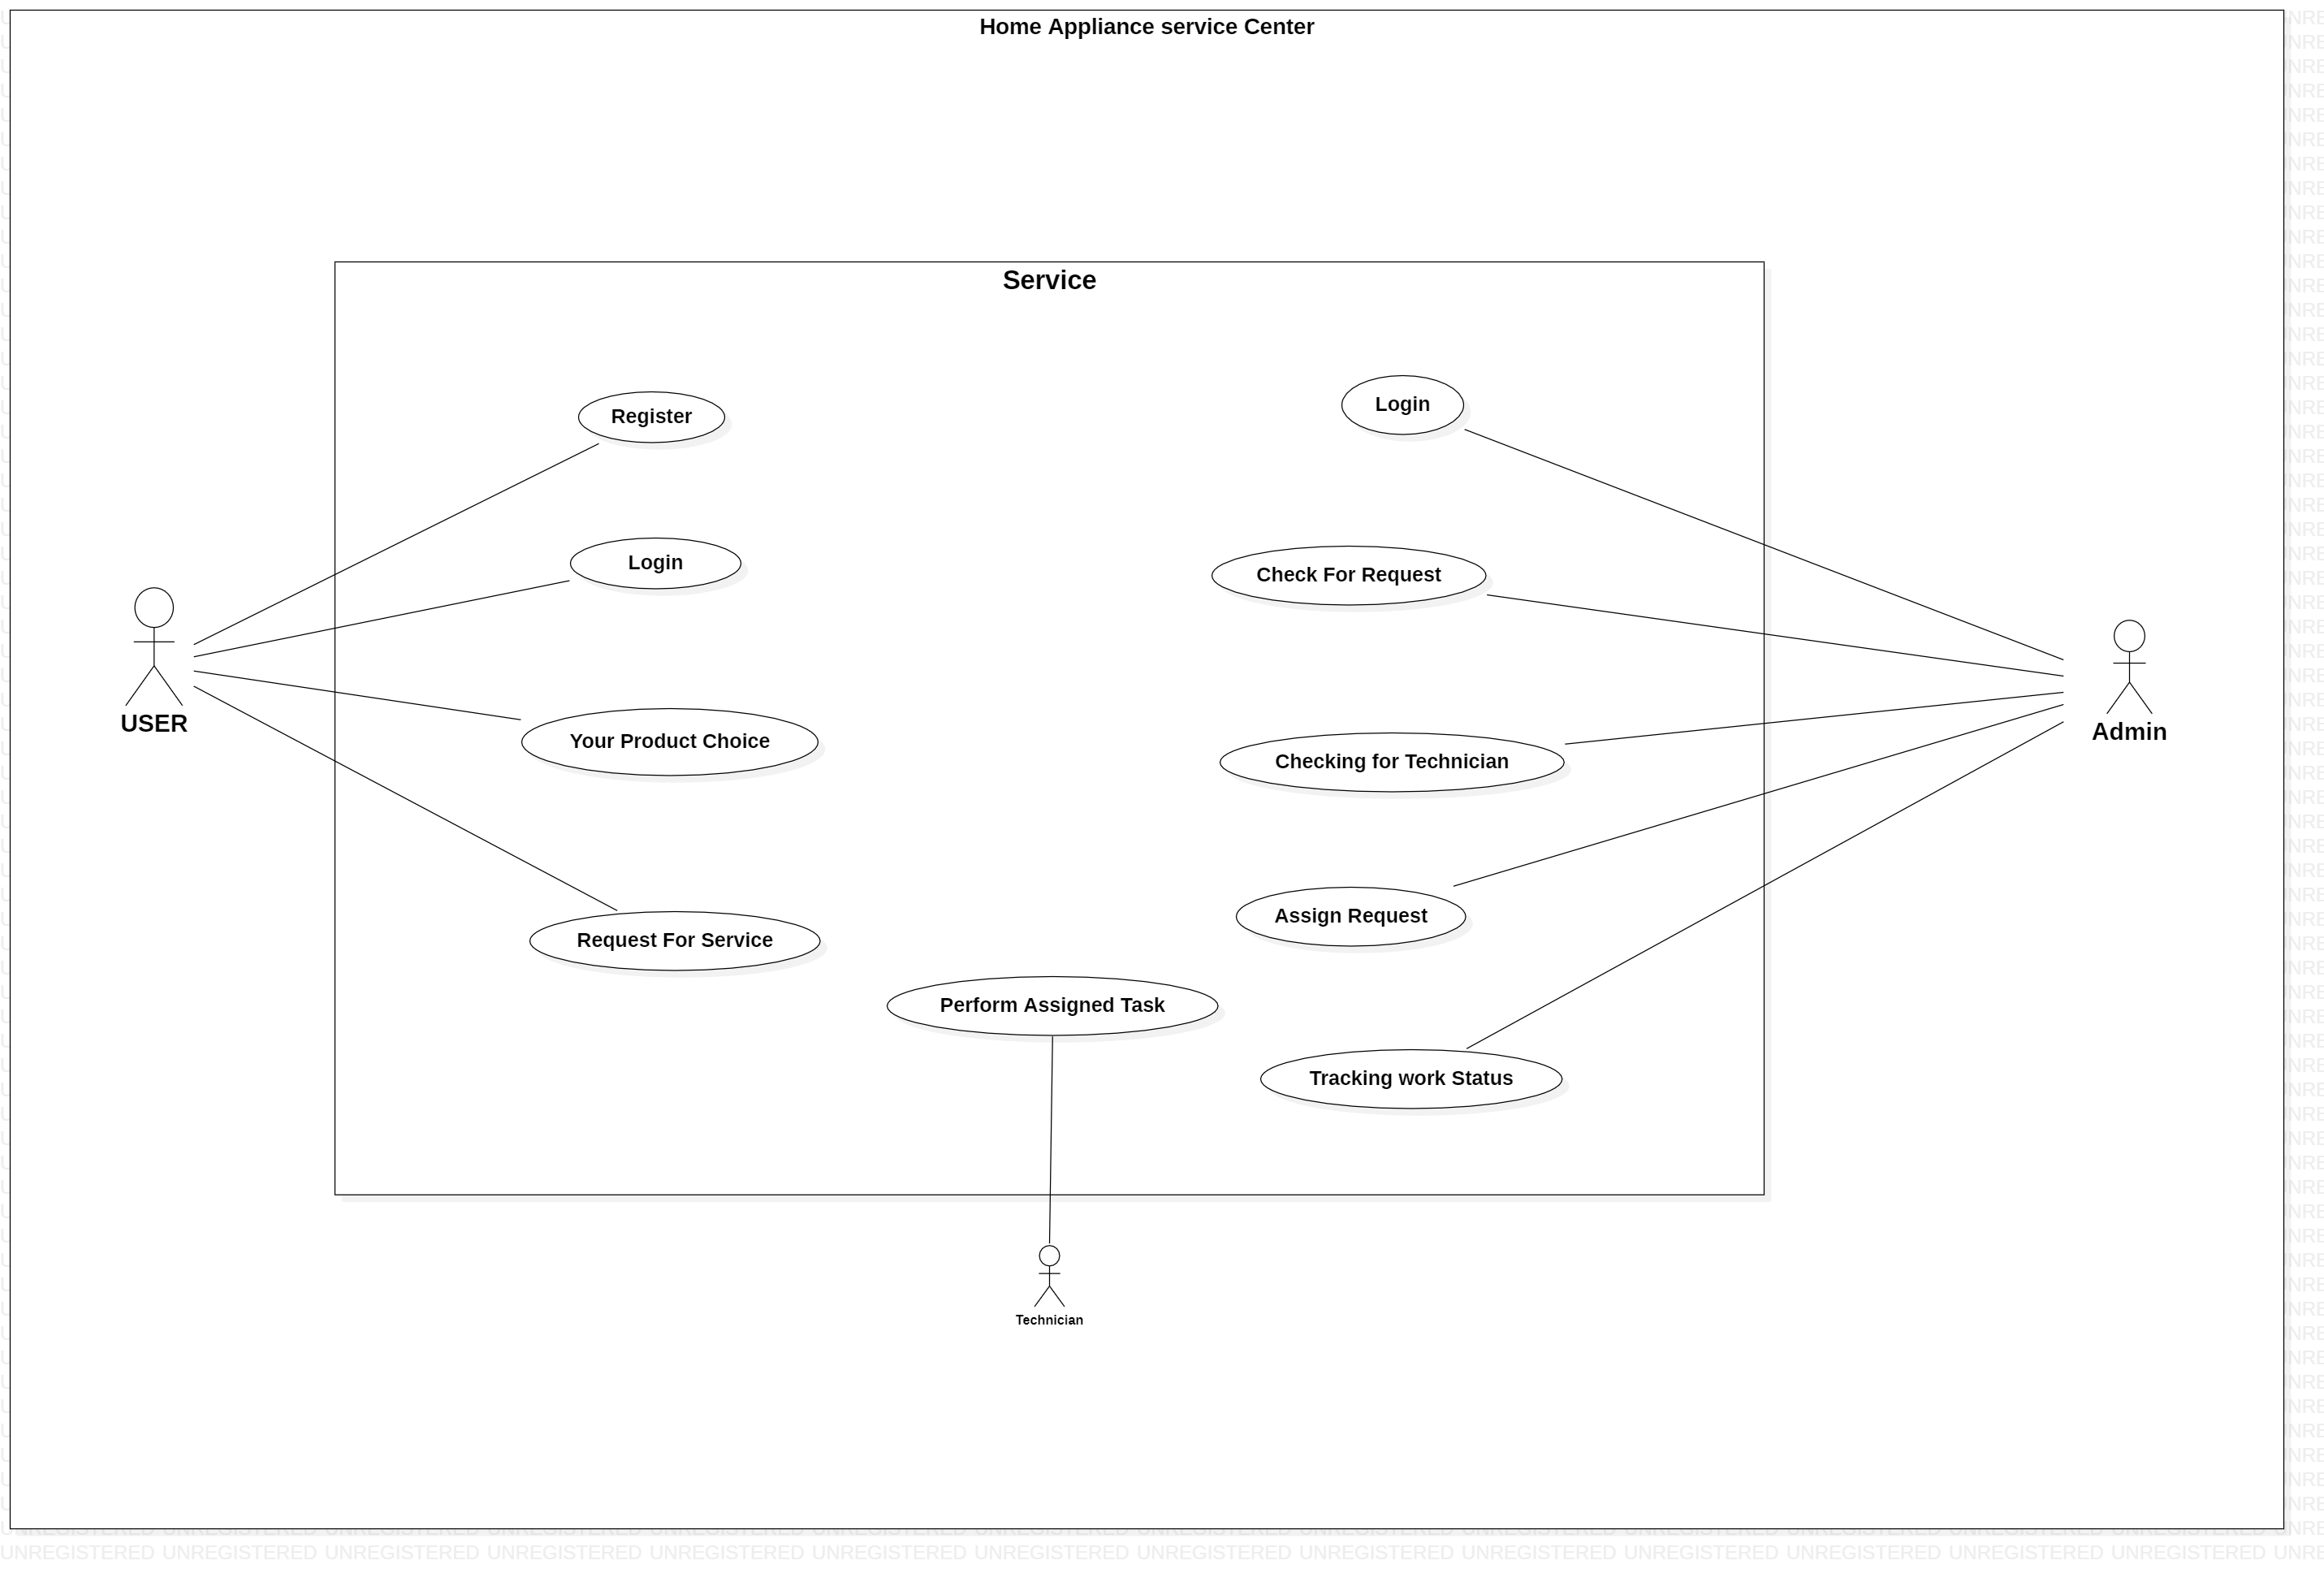 Home Appliance service Center
Service
Register
Login
Login
Check For Request
USER
Your Product Choice
Admin
Checking for Technician
Request For Service
Assign Request
Perform Assigned Task
Tracking work Status
Technician
UNREGISTERED UNREGISTERED UNREGISTERED UNREGISTERED UNREGISTERED UNREGISTERED UNREGISTERED UNREGISTERED UNREGISTERED UNREGISTERED UNREGISTERED UNREGISTERED UNREGISTERED UNREGISTERED